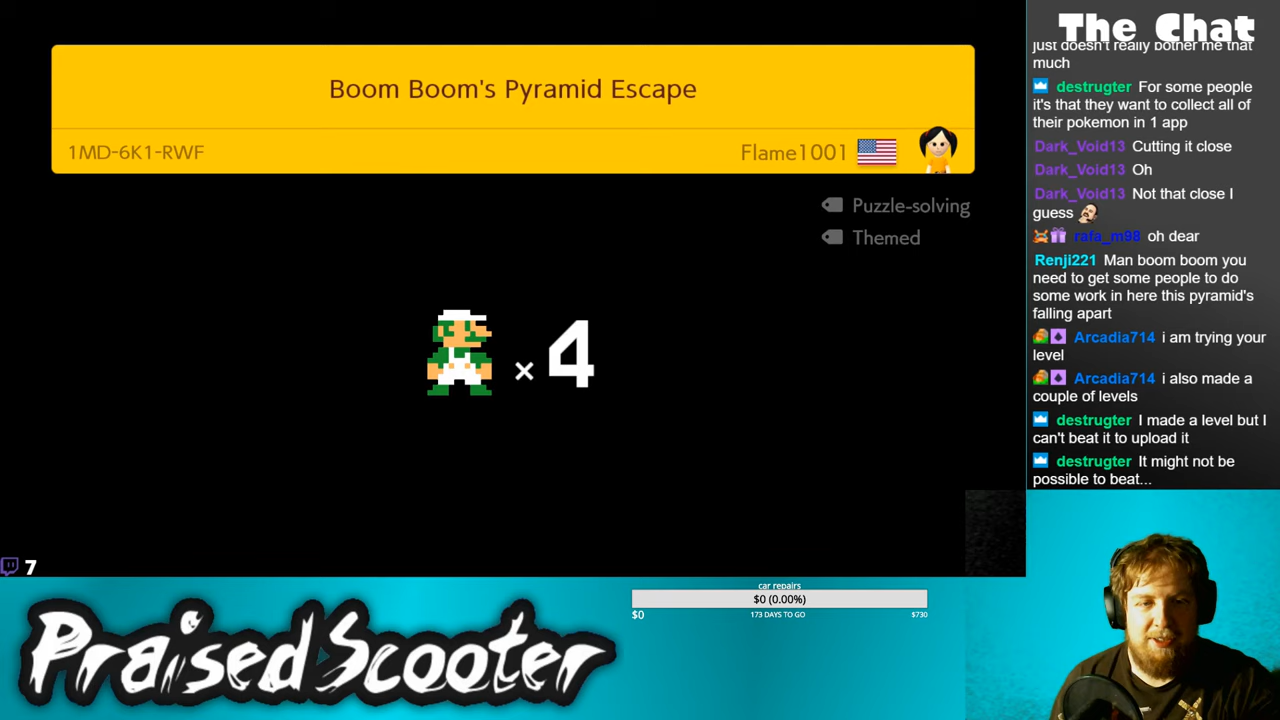 Boom Boom's Pyramid Escape
1MD-6K1-RWF
Flame1001
Puzzle-solving
Themed
× 4
7
PraisedScooter
car repairs
$0 (0.00%)
$0
173 DAYS TO GO
$730
The Chat
just doesn't really bother me that
much
destrugter For some people
it's that they want to collect all of
their pokemon in 1 app
Dark_Void13 Cutting it close
Dark_Void13 Oh
Dark_Void13 Not that close I
guess
rafa_m98 oh dear
Renji221 Man boom boom you
need to get some people to do
some work in here this pyramid's
falling apart
Arcadia714 i am trying your
level
Arcadia714 i also made a
couple of levels
destrugter I made a level but I
can't beat it to upload it
destrugter It might not be
possible to beat...